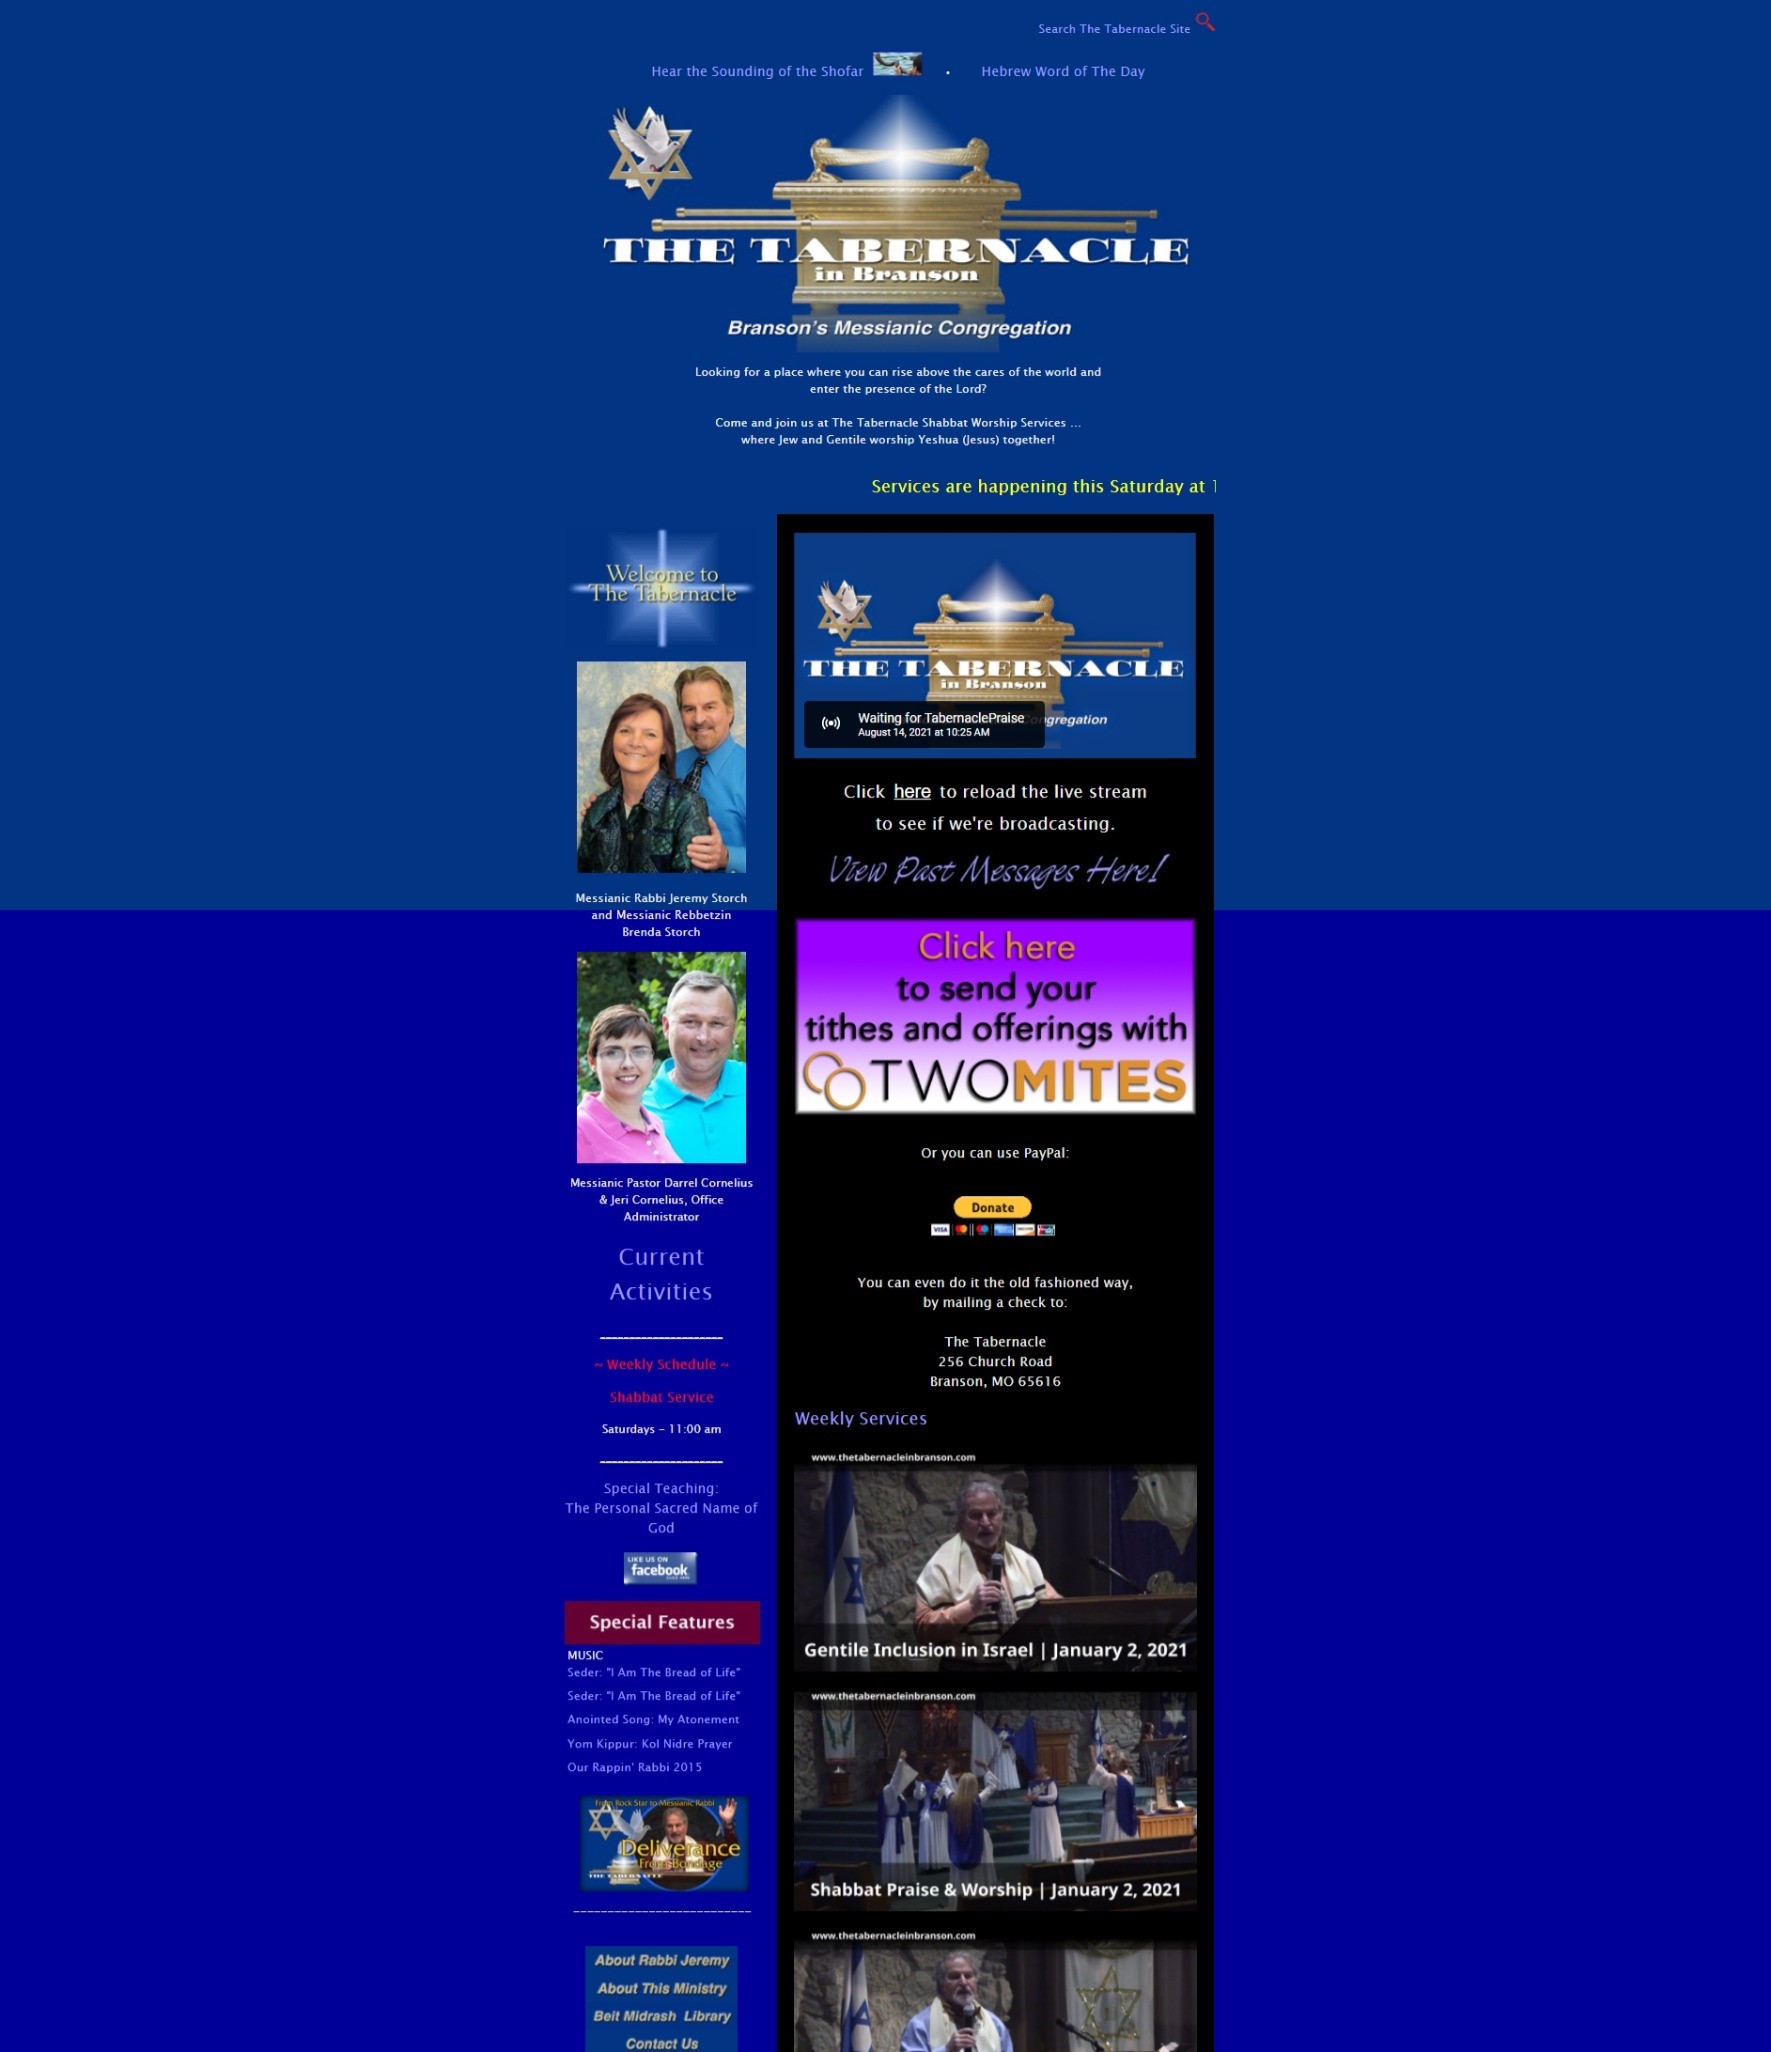 Search The Tabernacle Site
Hear the Sounding of the Shofar • Hebrew Word of The Day
THE TABERNACLE
in Branson
Branson's Messianic Congregation
Looking for a place where you can rise above the cares of the world and
enter the presence of the Lord?
Come and join us at The Tabernacle Shabbat Worship Services ...
where Jew and Gentile worship Yeshua (Jesus) together!
Services are happening this Saturday at
Welcome to
The Tabernacle
Messianic Rabbi Jeremy Storch
and Messianic Rebbetzin
Brenda Storch
Messianic Pastor Darrel Cornelius
& Jeri Cornelius, Office
Administrator
Current
Activities
~ Weekly Schedule ~
Shabbat Service
Saturdays - 11:00 am
Special Teaching:
The Personal Sacred Name of
God
LIKE US ON
facebook
Special Features
MUSIC
Seder: "I Am The Bread of Life"
Seder: "I Am The Bread of Life"
Anointed Song: My Atonement
Yom Kippur: Kol Nidre Prayer
Our Rappin' Rabbi 2015
From Rock Star to Messianic Rabbi
Deliverance
From Bondage
THE TABERNACLE
About Rabbi Jeremy
About This Ministry
Beit Midrash Library
Contact Us
THE TABERNACLE
in Branson
Congregation
Waiting for TabernaclePraise
August 14, 2021 at 10:25 AM
Click here to reload the live stream
to see if we're broadcasting.
View Past Messages Here!
Click here
to send your
tithes and offerings with
TWOMITES
Or you can use PayPal:
Donate
VISA
You can even do it the old fashioned way,
by mailing a check to:
The Tabernacle
256 Church Road
Branson, MO 65616
Weekly Services
www.thetabernacleinbranson.com
Gentile Inclusion in Israel | January 2, 2021
www.thetabernacleinbranson.com
Shabbat Praise & Worship | January 2, 2021
www.thetabernacleinbranson.com